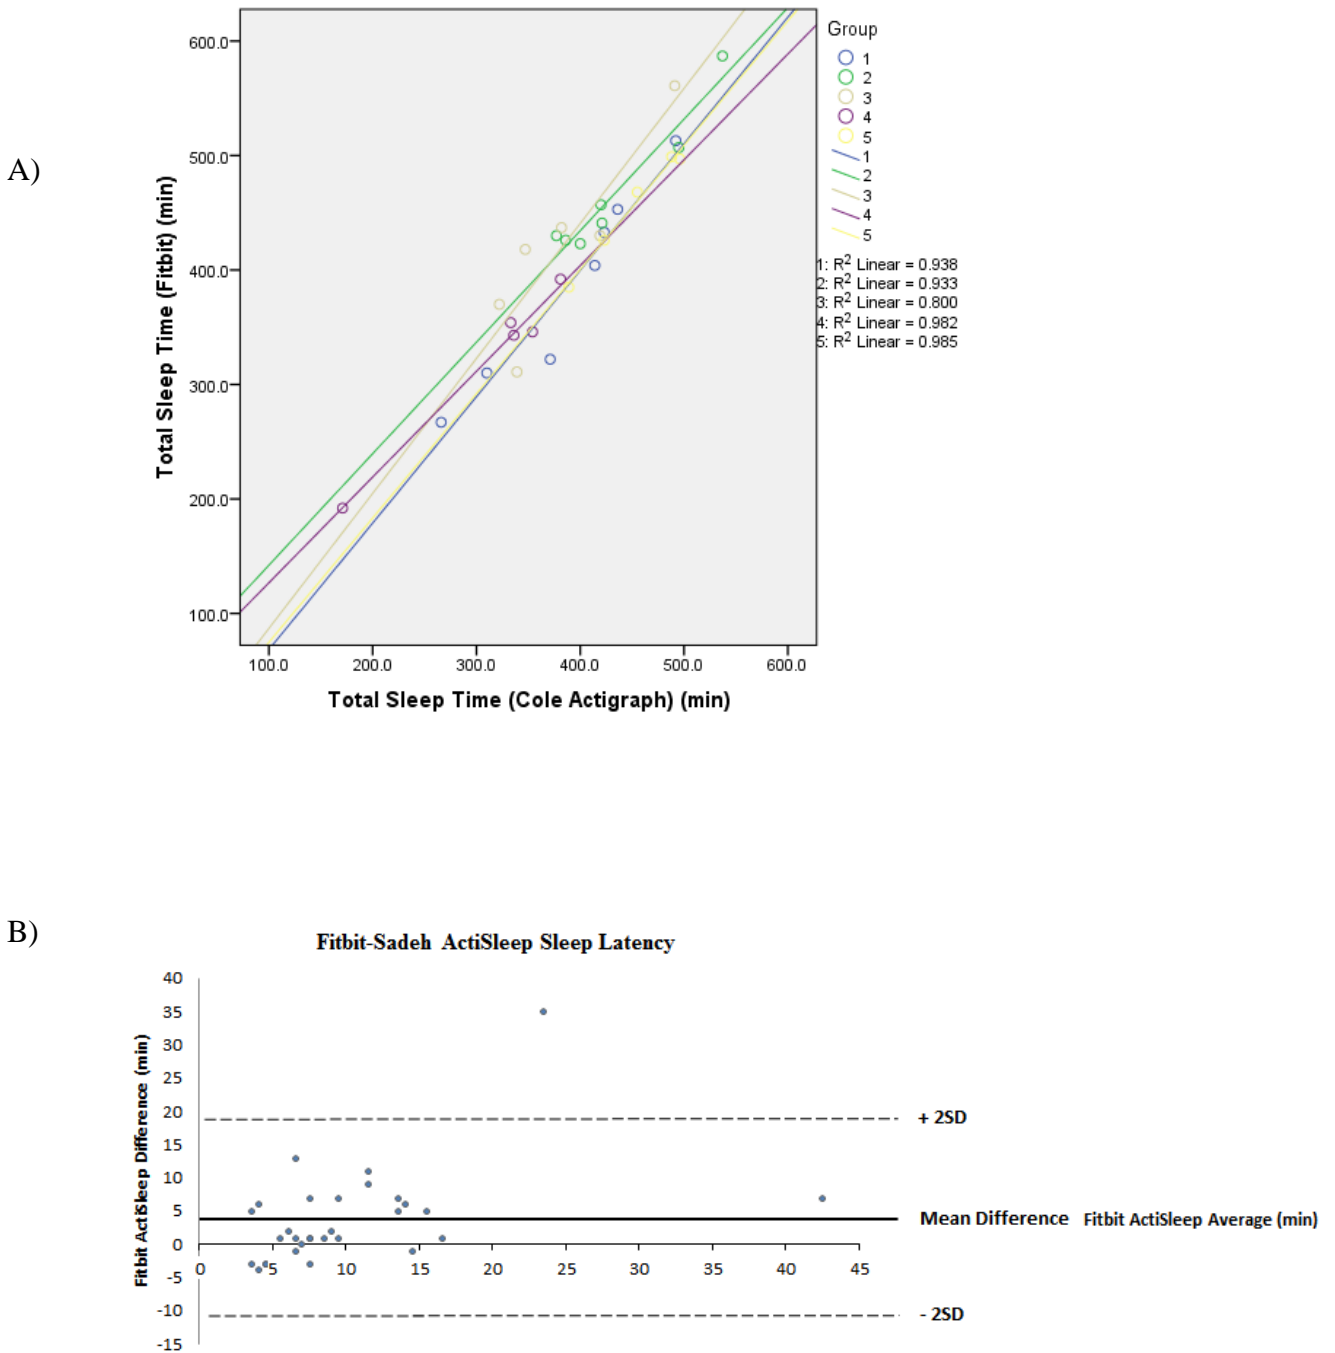 A)
Total Sleep Time (Fitbit) (min)
600.0
500.0
400.0
300.0
200.0
100.0
100.0 200.0 300.0 400.0 500.0 600.0
Total Sleep Time (Cole Actigraph) (min)
Group
1
2
3
4
5
1
2
3
4
5
1: R² Linear = 0.938
2: R² Linear = 0.933
3: R² Linear = 0.800
4: R² Linear = 0.982
5: R² Linear = 0.985
B)
Fitbit-Sadeh ActiSleep Sleep Latency
Fitbit ActiSleep Difference (min)
40
35
30
25
20
15
10
5
0
-5
-10
-15
0 5 10 15 20 25 30 35 40 45
+ 2SD
Mean Difference
Fitbit ActiSleep Average (min)
- 2SD